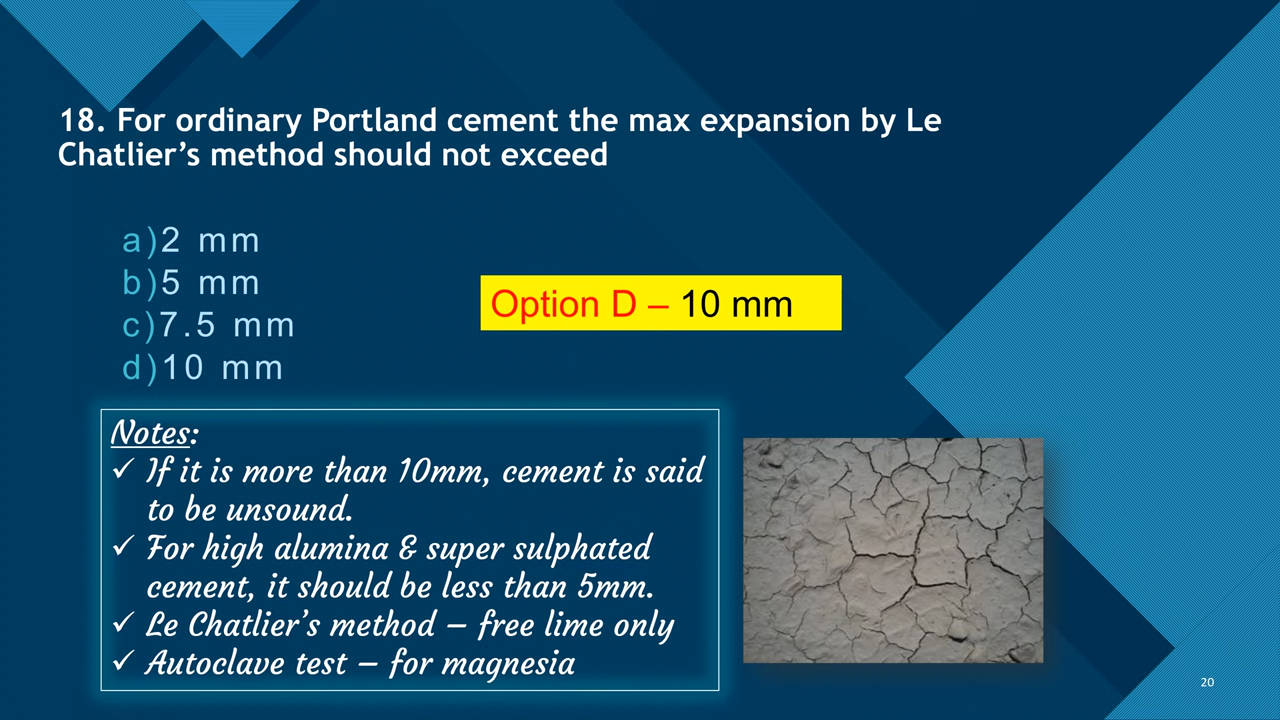 18. For ordinary Portland cement the max expansion by Le
Chatlier’s method should not exceed
a)2 mm
b)5 mm
c)7.5 mm
d)10 mm
Option D – 10 mm
Notes:
✓ If it is more than 10mm, cement is said
to be unsound.
✓ For high alumina & super sulphated
cement, it should be less than 5mm.
✓ Le Chatlier’s method – free lime only
✓ Autoclave test – for magnesia
20